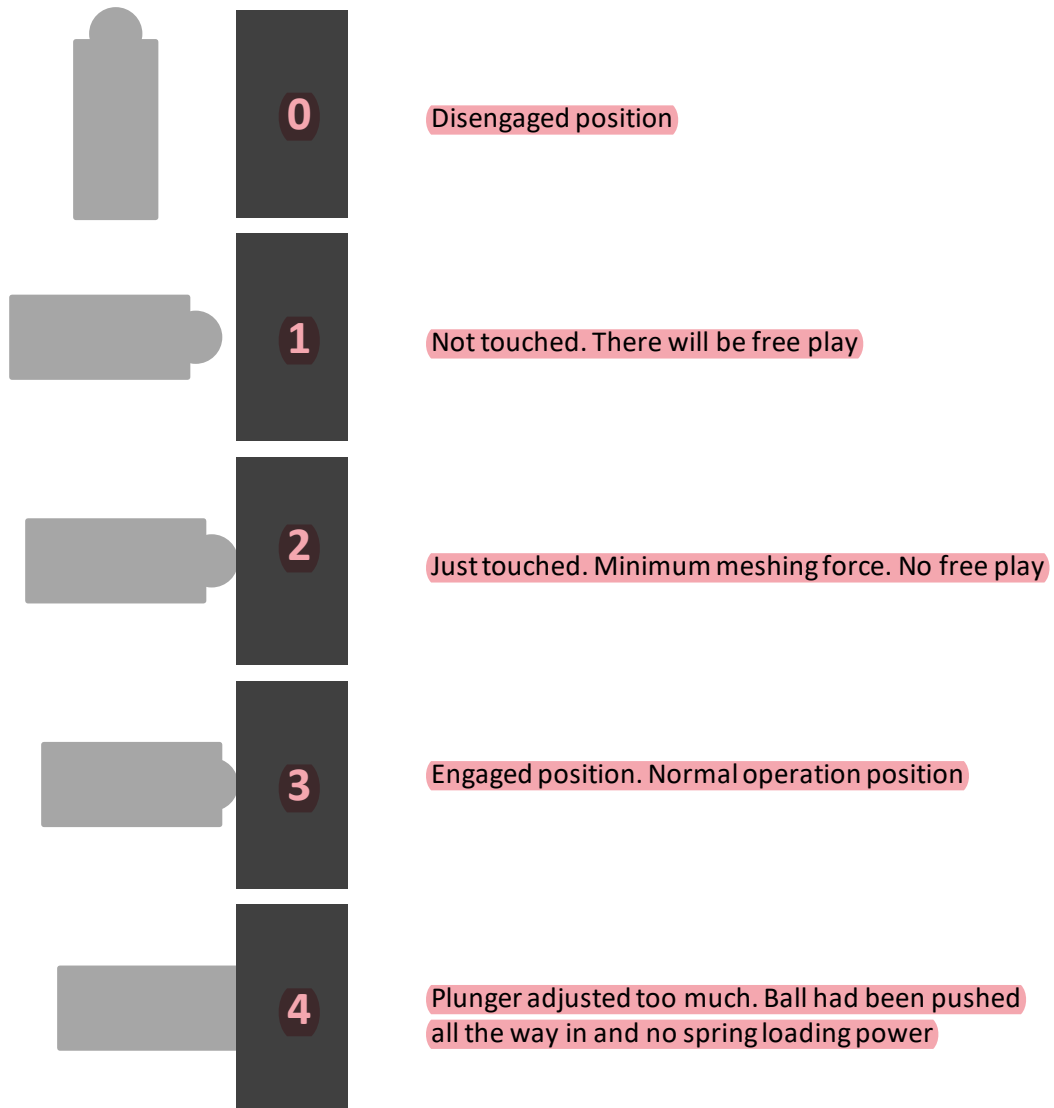 0
Disengaged position
1
Not touched. There will be free play
2
Just touched. Minimum meshing force. No free play
3
Engaged position. Normal operation position
4
Plunger adjusted too much. Ball had been pushed
all the way in and no spring loading power